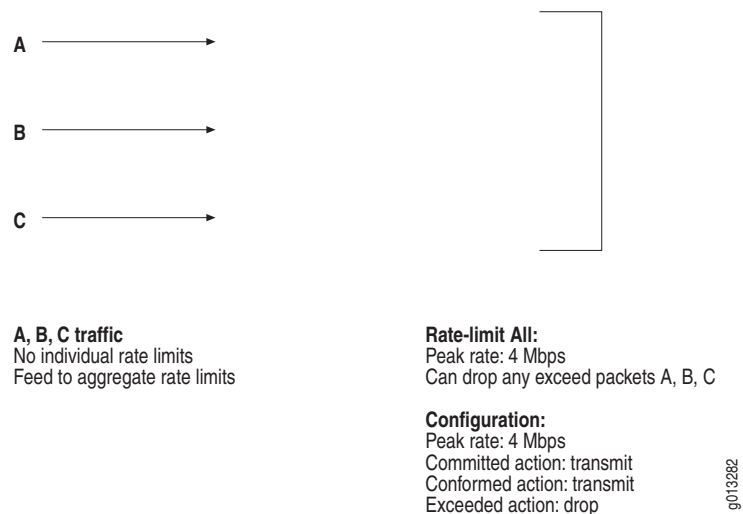 A
B
C
A, B, C traffic
No individual rate limits
Feed to aggregate rate limits
Rate-limit All:
Peak rate: 4 Mbps
Can drop any exceed packets A, B, C
Configuration:
Peak rate: 4 Mbps
Committed action: transmit
Conformed action: transmit
Exceeded action: drop
g013282